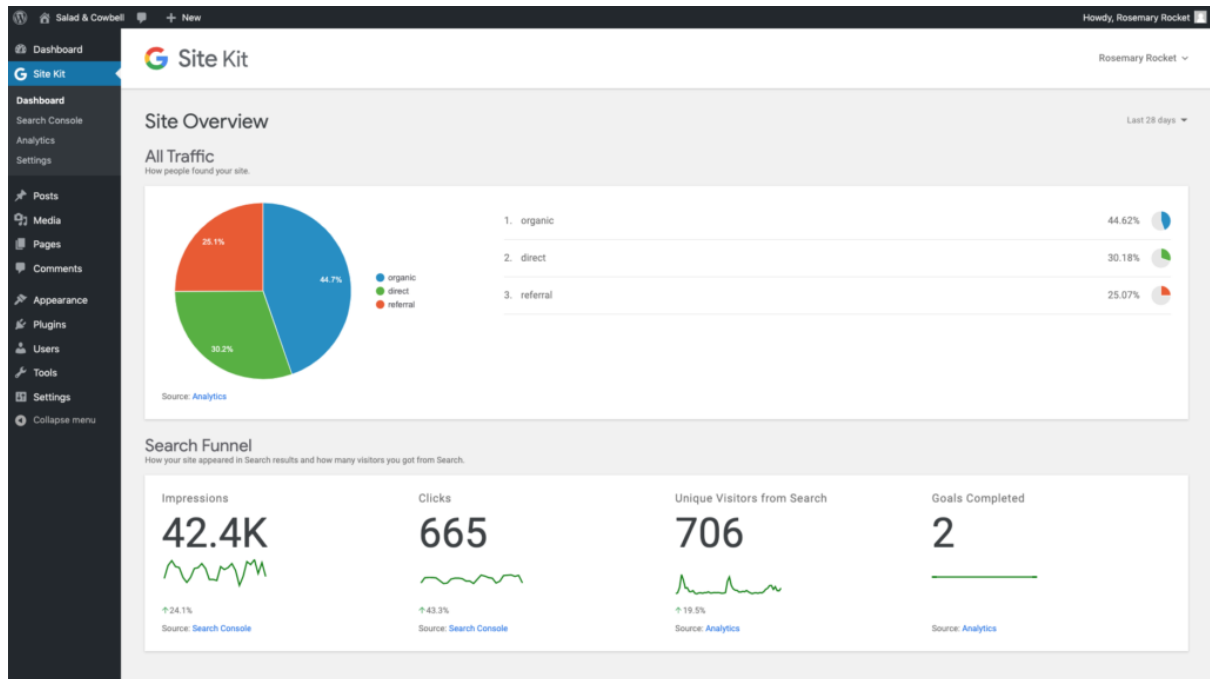 Salad & Cowbell + New Howdy, Rosemary Rocket
Dashboard
Site Kit
Dashboard
Search Console
Analytics
Settings
Posts
Media
Pages
Comments
Appearance
Plugins
Users
Tools
Settings
Collapse menu
G Site Kit Rosemary Rocket
Site Overview Last 28 days
All Traffic
How people found your site.
25.1%
44.7%
30.2%
organic
direct
referral
1. organic 44.62%
2. direct 30.18%
3. referral 25.07%
Source: Analytics
Search Funnel
How your site appeared in Search results and how many visitors you got from Search.
Impressions Clicks Unique Visitors from Search Goals Completed
42.4K 665 706 2
↑24.1% ↑43.3% ↑19.5%
Source: Search Console Source: Search Console Source: Analytics Source: Analytics